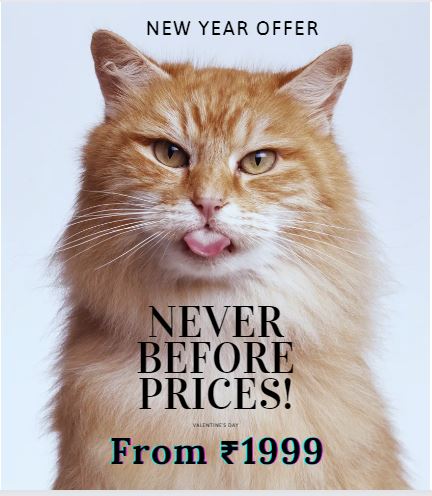 NEW YEAR OFFER
NEVER
BEFORE
PRICES!
VALENTINE'S DAY
From ₹1999